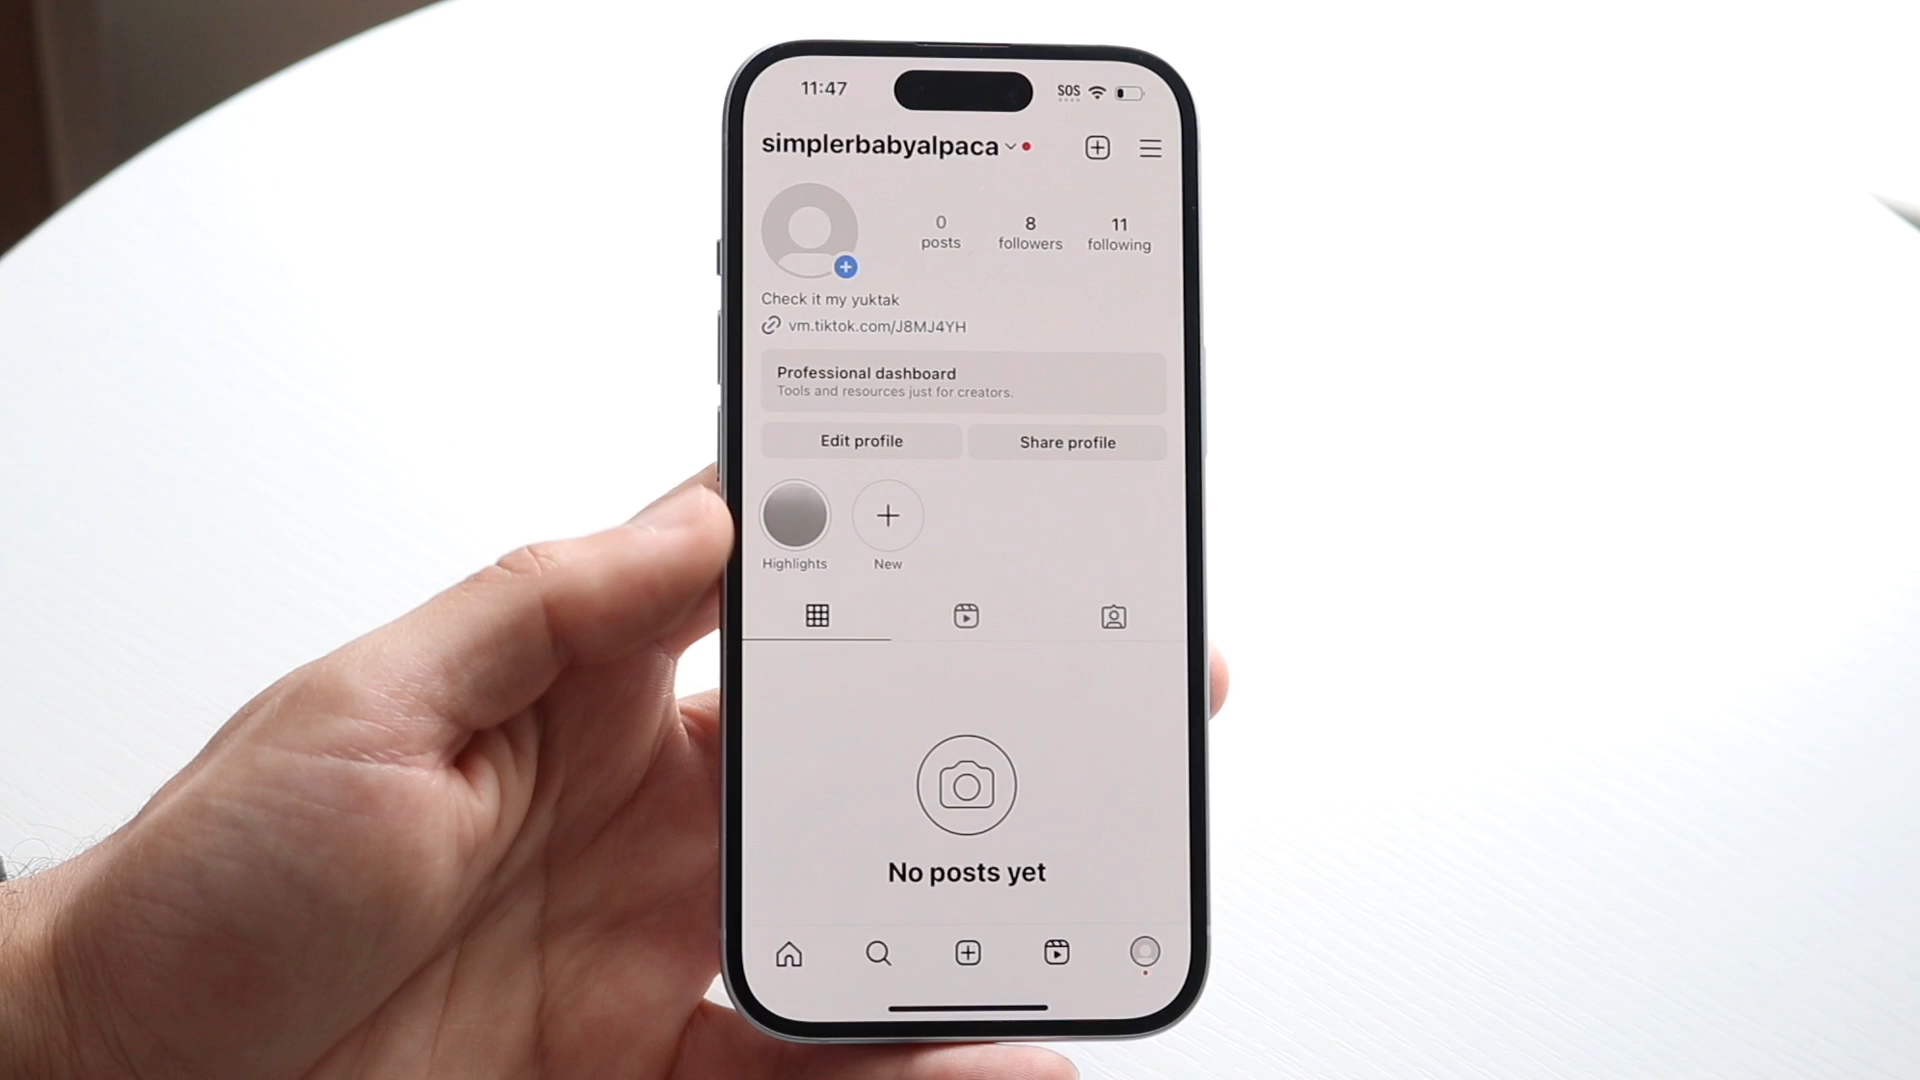 11:47 SOS
simplerbabyalpaca
0 8 11
posts followers following
Check it my yuktak
vm.tiktok.com/J8MJ4YH
Professional dashboard
Tools and resources just for creators.
Edit profile Share profile
Highlights New
No posts yet